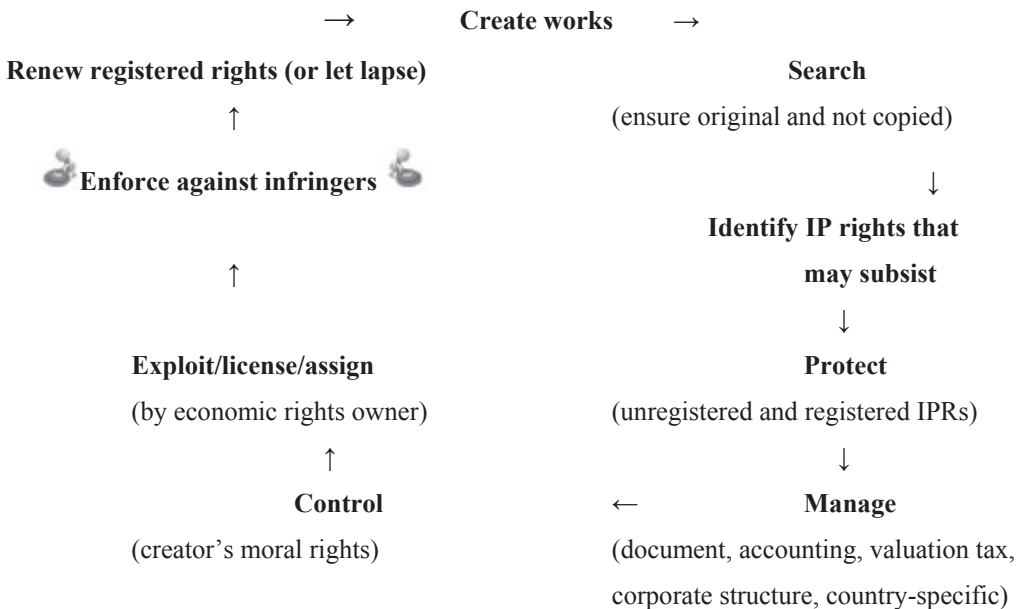 → Create works →
Renew registered rights (or let lapse) Search
↑ (ensure original and not copied)
Enforce against infringers ↓
Identify IP rights that
↑ may subsist
↓
Exploit/license/assign Protect
(by economic rights owner) (unregistered and registered IPRs)
↑ ↓
Control ← Manage
(creator’s moral rights) (document, accounting, valuation tax,
corporate structure, country-specific)